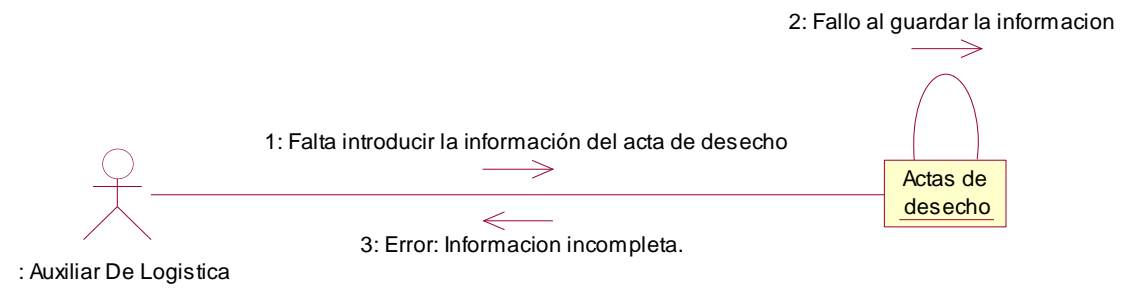 2: Fallo al guardar la informacion
1: Falta introducir la información del acta de desecho
Actas de
desecho
3: Error: Informacion incompleta.
: Auxiliar De Logistica